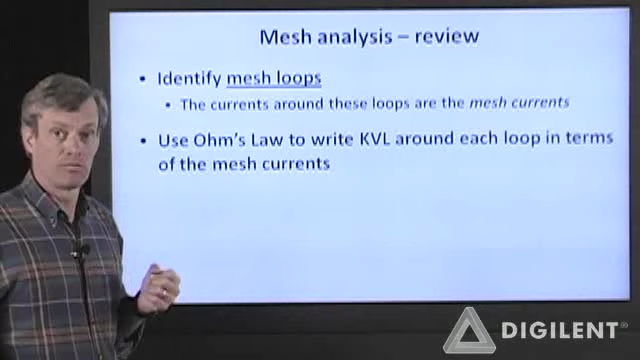 Mesh analysis – review
• Identify mesh loops
• The currents around these loops are the mesh currents
• Use Ohm's Law to write KVL around each loop in terms
of the mesh currents
DIGILENT®